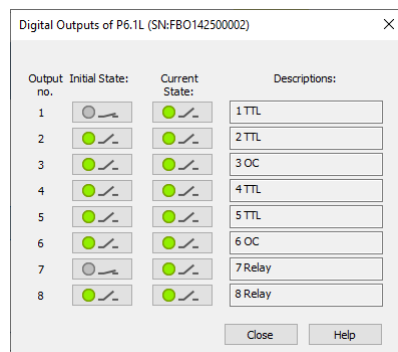 Digital Outputs of P6.1L (SN:FBO142500002)
Output no. Initial State: Current State: Descriptions:
1 1 TTL
2 2 TTL
3 3 OC
4 4 TTL
5 5 TTL
6 6 OC
7 7 Relay
8 8 Relay
Close Help